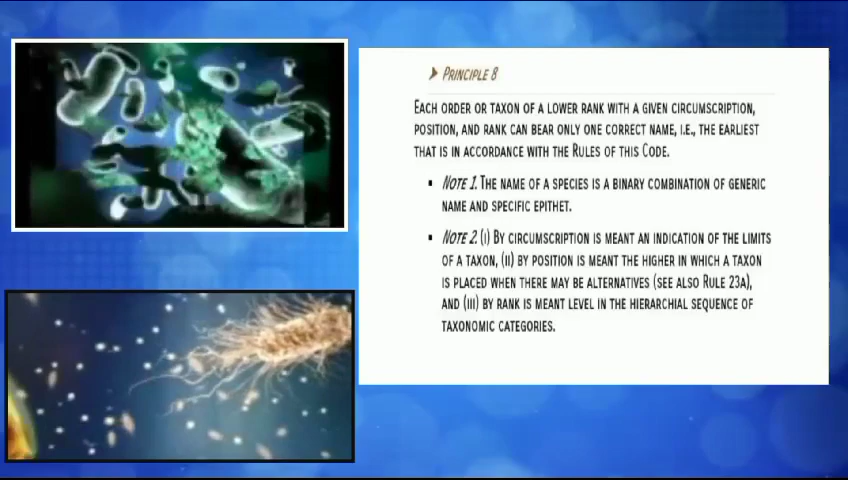 PRINCIPLE 8
EACH ORDER OR TAXON OF A LOWER RANK WITH A GIVEN CIRCUMSCRIPTION,
POSITION, AND RANK CAN BEAR ONLY ONE CORRECT NAME, I.E., THE EARLIEST
THAT IS IN ACCORDANCE WITH THE RULES OF THIS CODE.
▪ NOTE 1. THE NAME OF A SPECIES IS A BINARY COMBINATION OF GENERIC
NAME AND SPECIFIC EPITHET.
▪ NOTE 2. (I) BY CIRCUMSCRIPTION IS MEANT AN INDICATION OF THE LIMITS
OF A TAXON, (II) BY POSITION IS MEANT THE HIGHER IN WHICH A TAXON
IS PLACED WHEN THERE MAY BE ALTERNATIVES (SEE ALSO RULE 23A),
AND (III) BY RANK IS MEANT LEVEL IN THE HIERARCHIAL SEQUENCE OF
TAXONOMIC CATEGORIES.